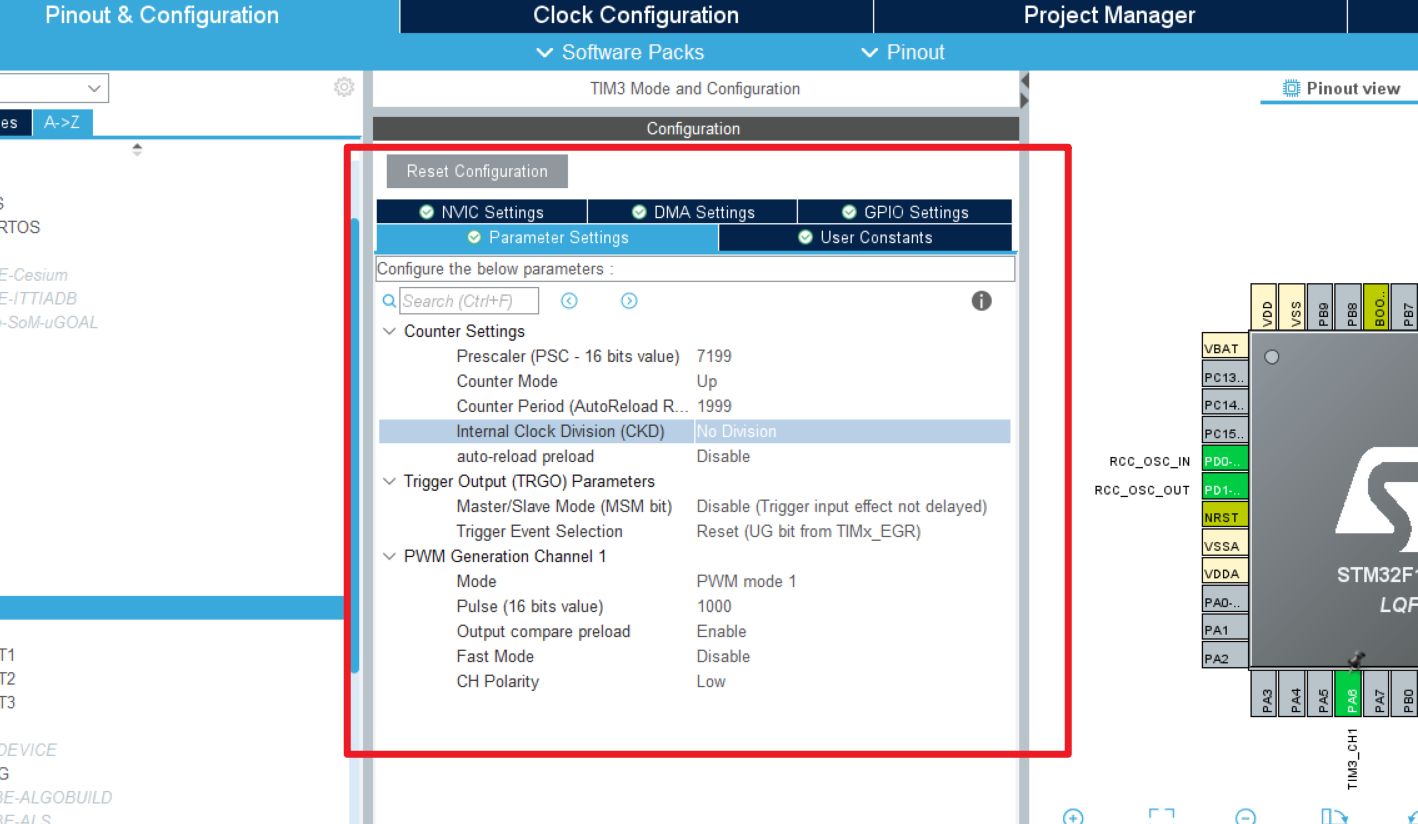 Pinout & Configuration
Clock Configuration
Project Manager
Software Packs
Pinout
TIM3 Mode and Configuration
Pinout view
es
A->Z
Configuration
Reset Configuration
S
RTOS
E-Cesium
E-ITTIADB
e-SoM-uGOAL
NVIC Settings
DMA Settings
GPIO Settings
Parameter Settings
User Constants
Configure the below parameters :
Search (Ctrl+F)
Counter Settings
Prescaler (PSC - 16 bits value) 7199
Counter Mode Up
Counter Period (AutoReload R... 1999
Internal Clock Division (CKD) No Division
auto-reload preload Disable
Trigger Output (TRGO) Parameters
Master/Slave Mode (MSM bit) Disable (Trigger input effect not delayed)
Trigger Event Selection Reset (UG bit from TIMx_EGR)
PWM Generation Channel 1
Mode PWM mode 1
Pulse (16 bits value) 1000
Output compare preload Enable
Fast Mode Disable
CH Polarity Low
T1
T2
T3
DEVICE
G
BE-ALGOBUILD
BE-ALS
VDD
VSS
PB9
PB8
BOO..
PB7
VBAT
PC13..
PC14..
PC15..
RCC_OSC_IN PD0-..
RCC_OSC_OUT PD1-..
NRST
VSSA
VDDA
PA0-..
PA1
PA2
STM32F1
LQF
PA3
PA4
PA5
PA6
PA7
PB0
TIM3_CH1